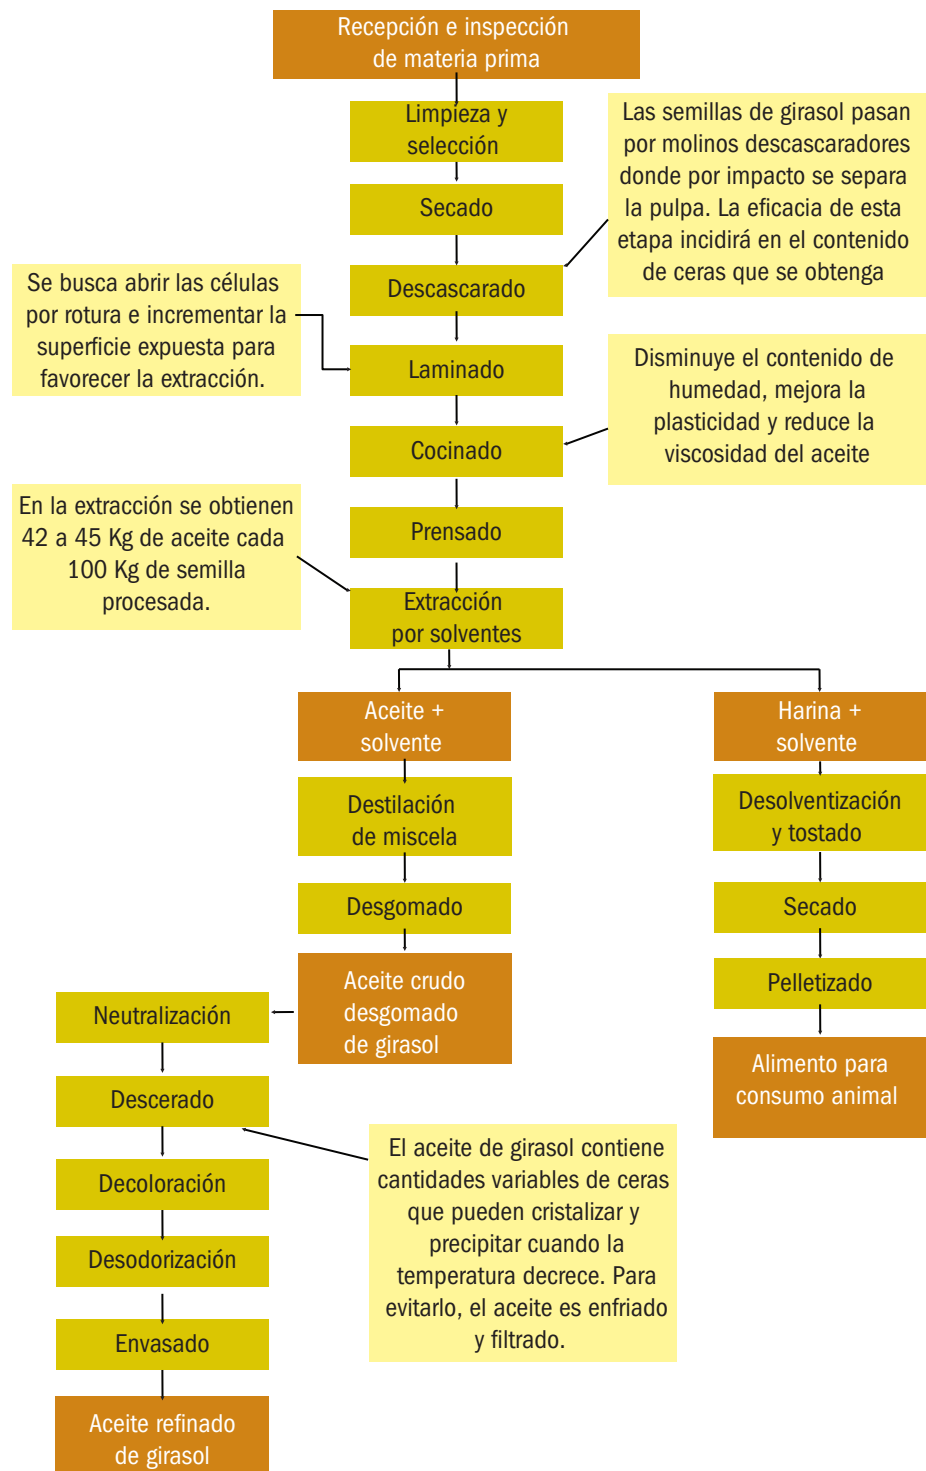 Recepción e inspección
de materia prima
Limpieza y
selección
Las semillas de girasol pasan
por molinos descascaradores
donde por impacto se separa
la pulpa. La eficacia de esta
etapa incidirá en el contenido
de ceras que se obtenga
Secado
Descascarado
Se busca abrir las células
por rotura e incrementar la
superficie expuesta para
favorecer la extracción.
Laminado
Disminuye el contenido de
humedad, mejora la
plasticidad y reduce la
viscosidad del aceite
Cocinado
En la extracción se obtienen
42 a 45 Kg de aceite cada
100 Kg de semilla
procesada.
Prensado
Extracción
por solventes
Aceite +
solvente
Harina +
solvente
Destilación
de miscela
Desolventización
y tostado
Desgomado
Secado
Aceite crudo
desgomado
de girasol
Pelletizado
Neutralización
Alimento para
consumo animal
Descerado
El aceite de girasol contiene
cantidades variables de ceras
que pueden cristalizar y
precipitar cuando la
temperatura decrece. Para
evitarlo, el aceite es enfriado
y filtrado.
Decoloración
Desodorización
Envasado
Aceite refinado
de girasol